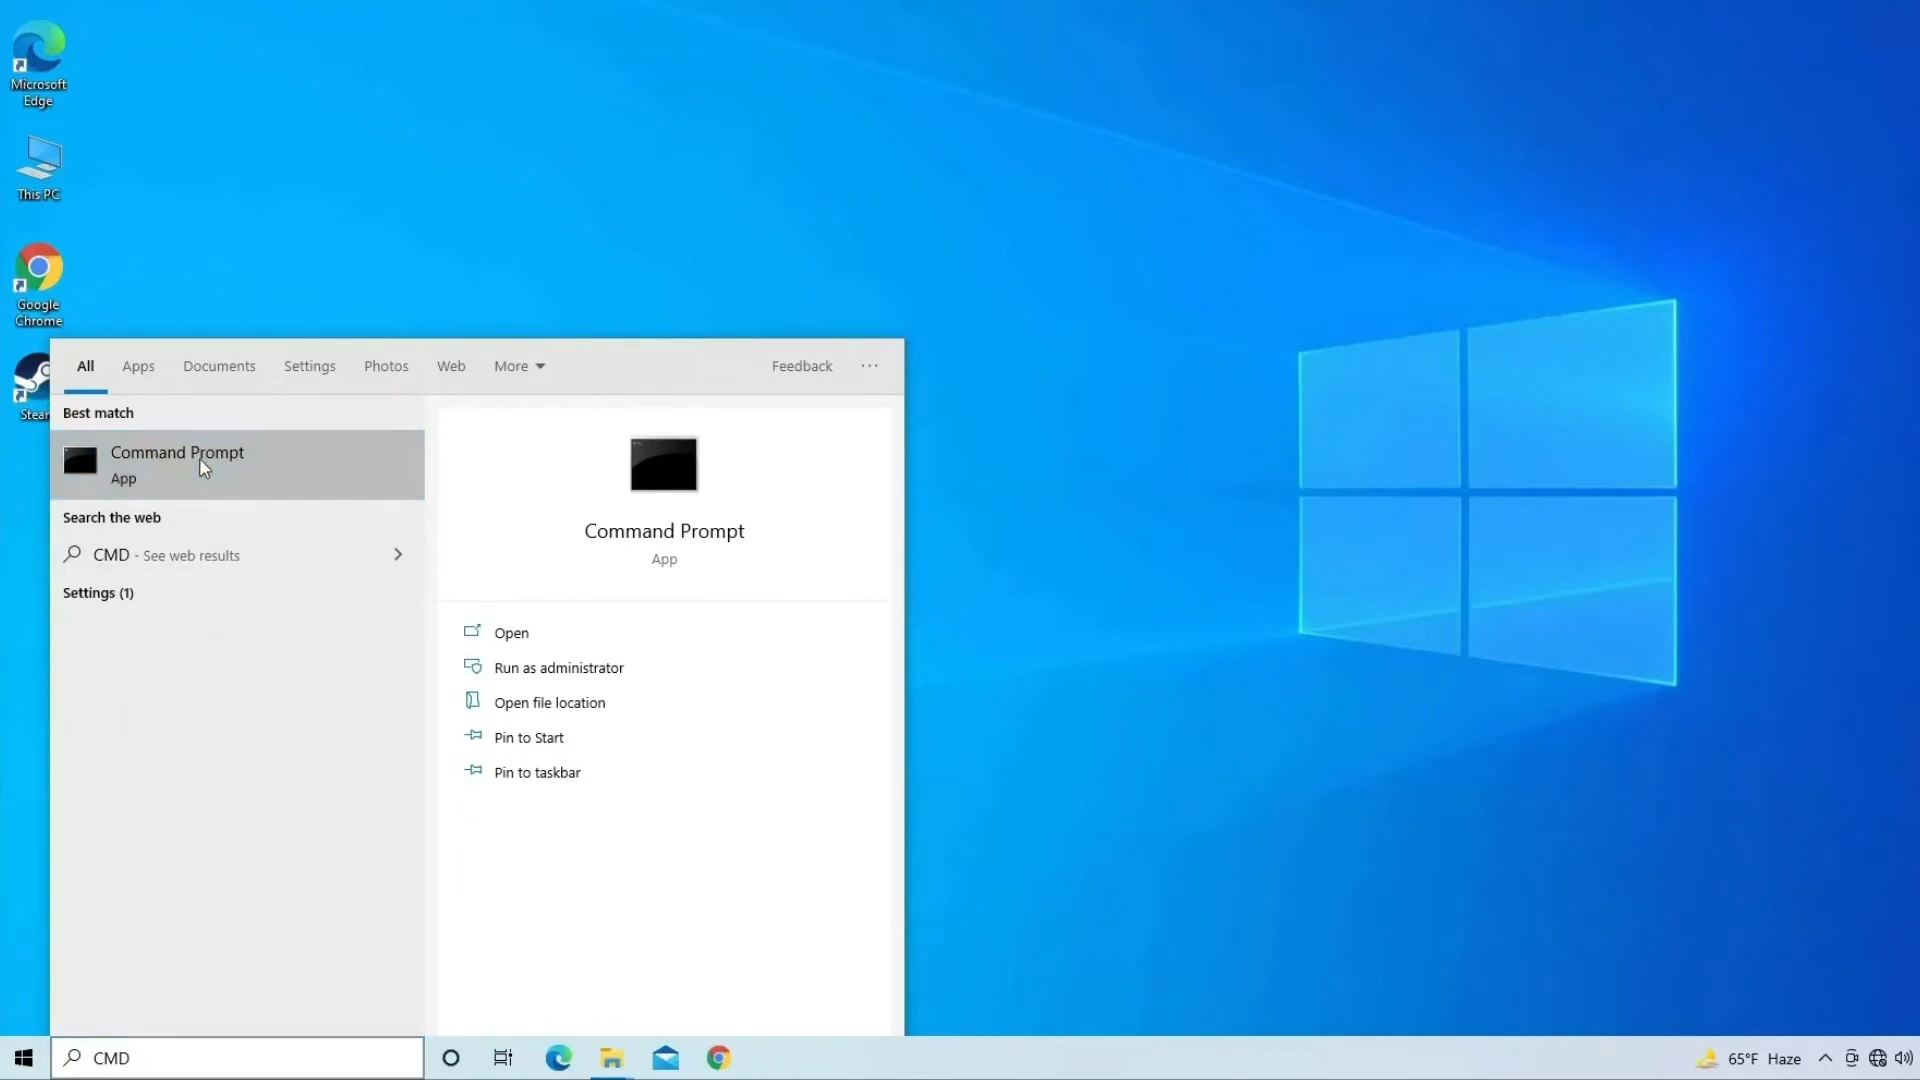 Microsoft
Edge
This PC
Google
Chrome
Stear
All
Apps
Documents
Settings
Photos
Web
More
Feedback
...
Best match
Command Prompt
App
Search the web
CMD - See web results
Settings (1)
Command Prompt
App
Open
Run as administrator
Open file location
Pin to Start
Pin to taskbar
CMD
65°F Haze